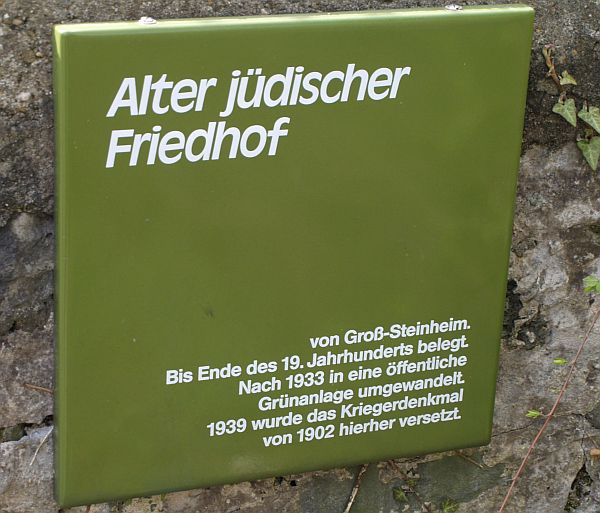 Alter jüdischer
Friedhof
von Groß-Steinheim.
Bis Ende des 19. Jahrhunderts belegt.
Nach 1933 in eine öffentliche
Grünanlage umgewandelt.
1939 wurde das Kriegerdenkmal
von 1902 hierher versetzt.